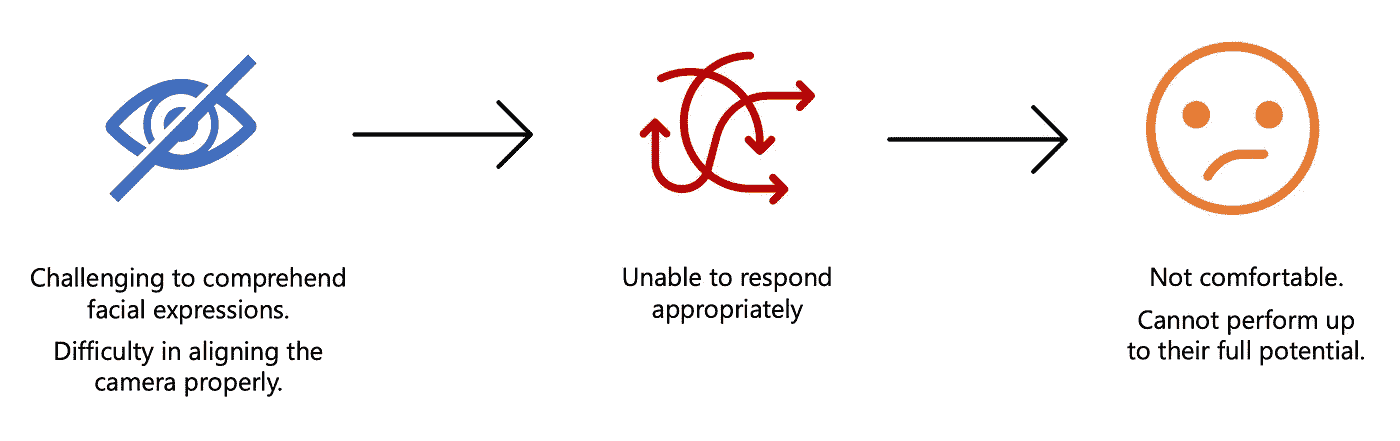 Challenging to comprehend
facial expressions.
Difficulty in aligning the
camera properly.
Unable to respond
appropriately
Not comfortable.
Cannot perform up
to their full potential.